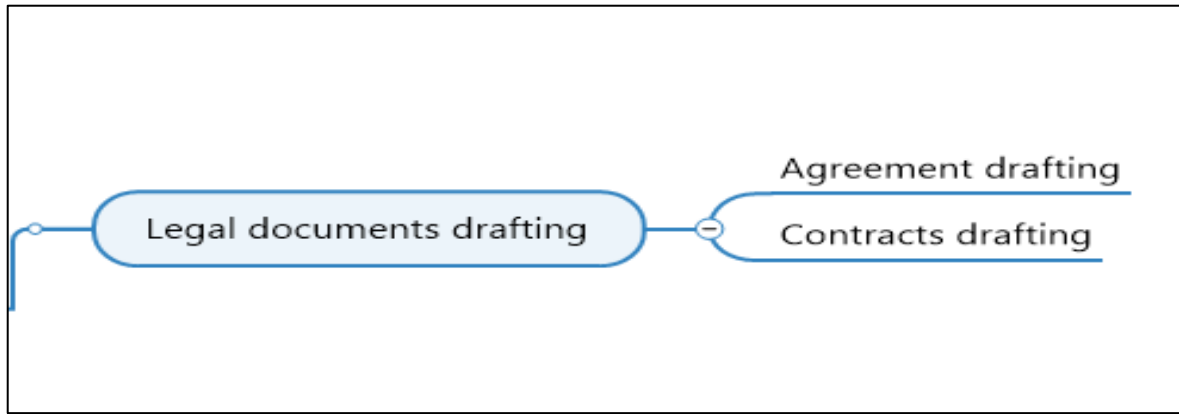 Legal documents drafting
Agreement drafting
Contracts drafting